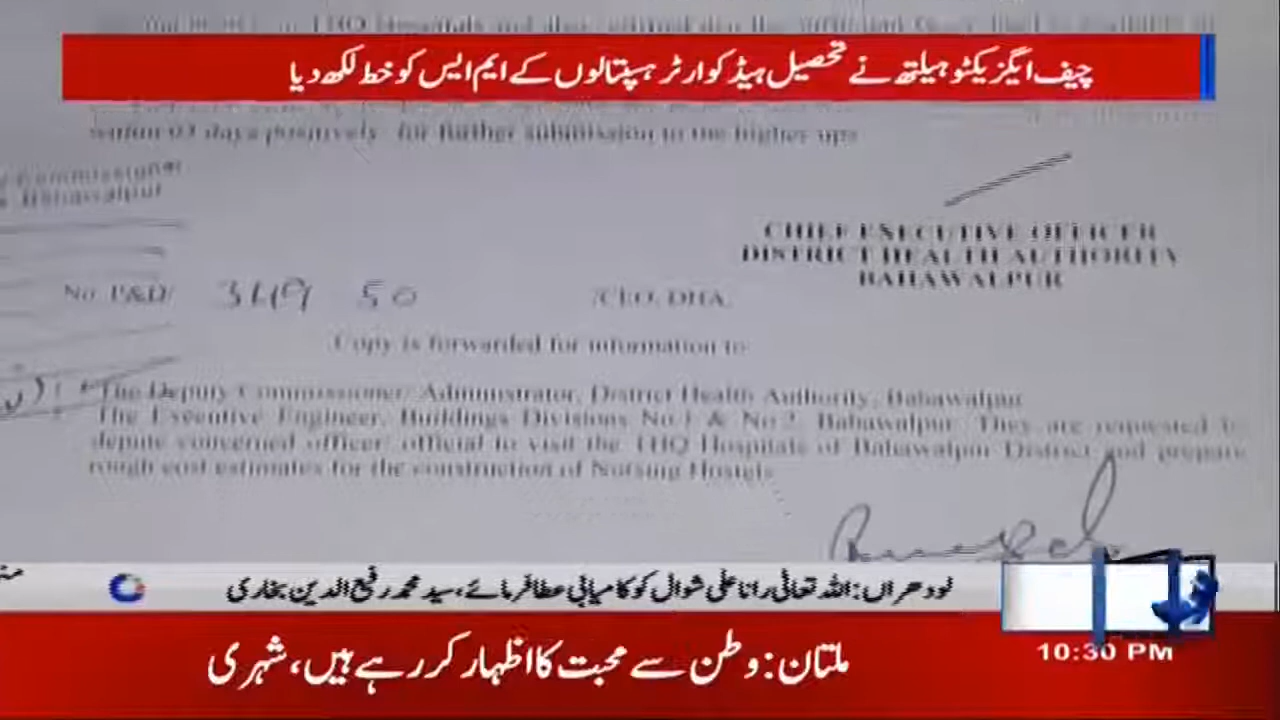 THQ Hospitals
چیف ایگزیکٹو ہیلتھ نے تحصیل ہیڈ کوارٹر ہسپتالوں کے ایم ایس کو خط لکھ دیا
within 03 days positively for further submission to the higher ups
Commissioner
Bahawalpur
CHIEF EXECUTIVE OFFICER
DISTRICT HEALTH AUTHORITY
BAHAWALPUR
No. P&D/ 349 50 /CEO, DHA,
Copy is forwarded for information to
The Deputy Commissioner/ Administrator, District Health Authority, Bahawalpur
The Executive Engineer, Buildings Divisions No.1 & No.2, Bahawalpur. They are requested to
depute concerned officer/ official to visit the THQ Hospitals of Bahawalpur District and prepare
rough cost estimates for the construction of Nursing Hostels
لودھراں: اللہ تعالیٰ رانا علی شوال کو کامیابی عطا فرمائے، سید محمد رفیع الدین بخاری
ملتان: وطن سے محبت کا اظہار کر رہے ہیں، شہری
10:30 PM